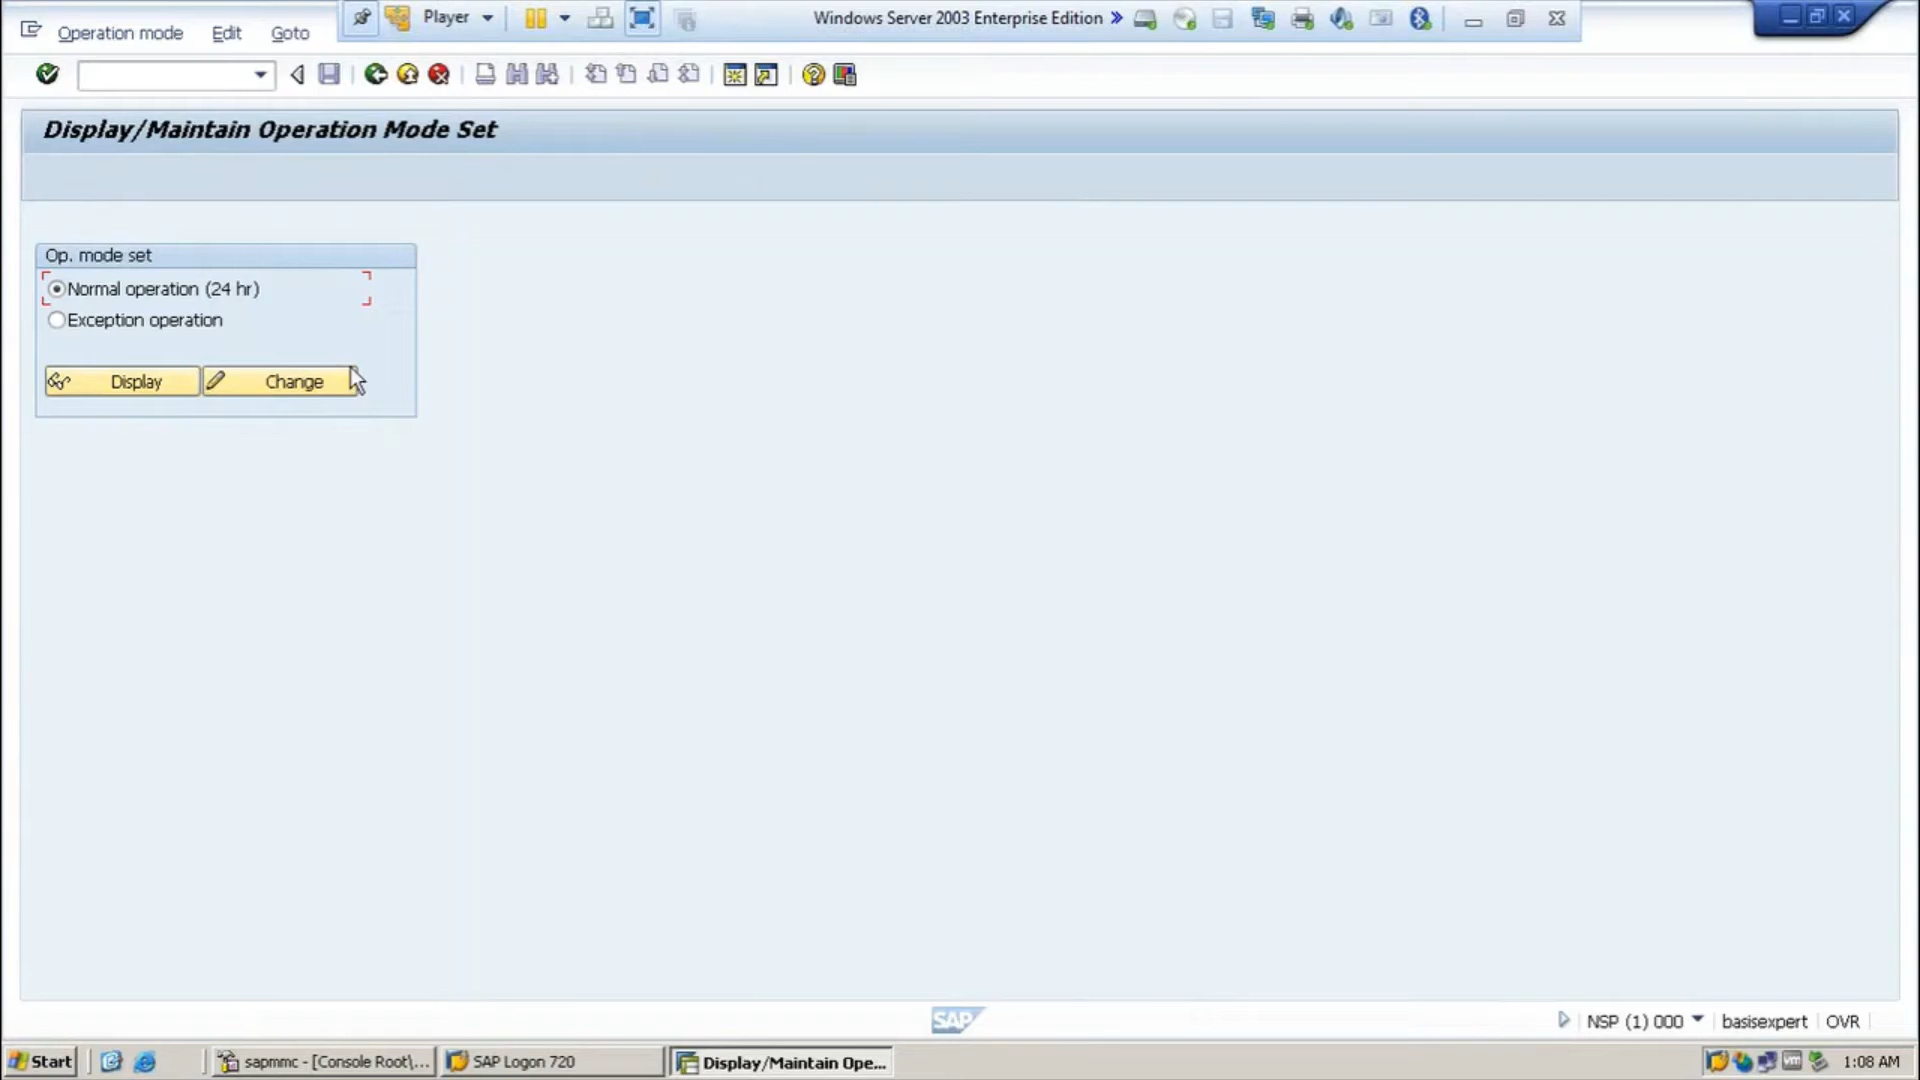 Operation mode Edit Goto
Player Windows Server 2003 Enterprise Edition
Display/Maintain Operation Mode Set
Op. mode set
Normal operation (24 hr)
Exception operation
Display Change
SAP
NSP (1) 000 basisexpert OVR
Start sapmmc - [Console Root\... SAP Logon 720 Display/Maintain Ope... vm 1:08 AM